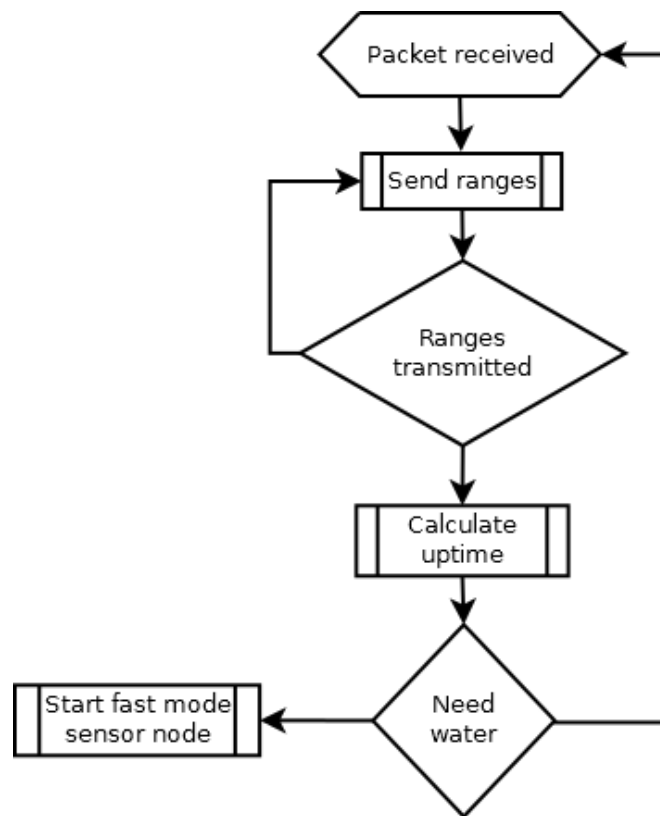 Packet received
Send ranges
Ranges
transmitted
Calculate
uptime
Start fast mode
sensor node
Need
water